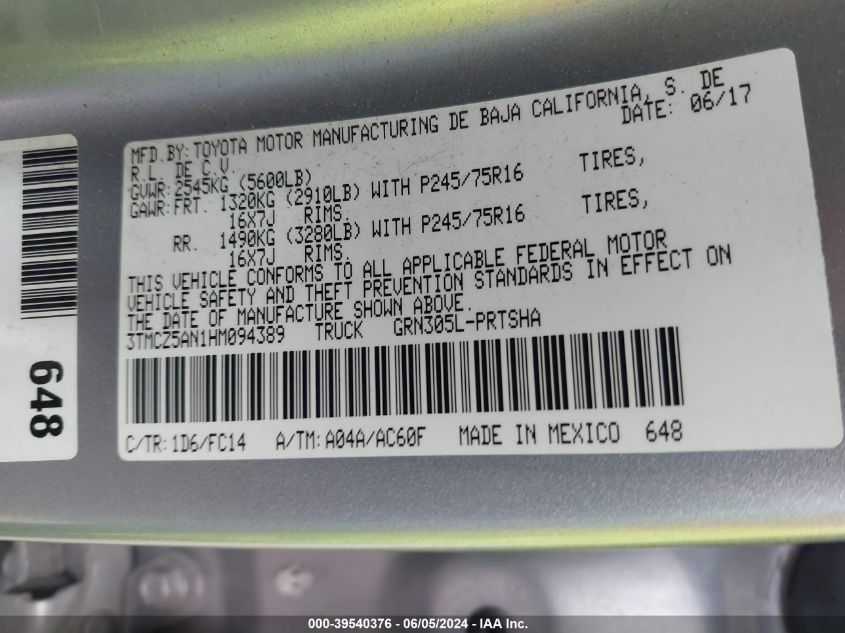 MFD.BY:TOYOTA MOTOR MANUFACTURING DE BAJA CALIFORNIA, S. DE
R.L. DE C.V. DATE: 06/17
GVWR:2545KG (5600LB)
GAWR:FRT. 1320KG (2910LB) WITH P245/75R16 TIRES,
16X7J RIMS.
RR. 1490KG (3280LB) WITH P245/75R16 TIRES,
16X7J RIMS.
THIS VEHICLE CONFORMS TO ALL APPLICABLE FEDERAL MOTOR
VEHICLE SAFETY AND THEFT PREVENTION STANDARDS IN EFFECT ON
THE DATE OF MANUFACTURE SHOWN ABOVE.
3TMCZ5AN1HM094389 TRUCK GRN305L-PRTSHA
C/TR:1D6/FC14 A/TM:A04A/AC60F MADE IN MEXICO 648
648
000-39540376 - 06/05/2024 - IAA Inc.